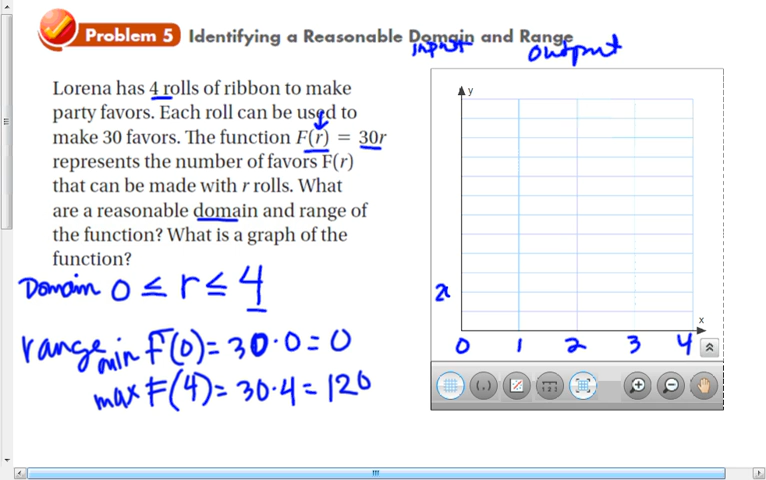 Problem 5 Identifying a Reasonable Domain and Range
input output
Lorena has 4 rolls of ribbon to make
party favors. Each roll can be used to
make 30 favors. The function F(r) = 30r
represents the number of favors F(r)
that can be made with r rolls. What
are a reasonable domain and range of
the function? What is a graph of the
function?
Domain 0 ≤ r ≤ 4
range min F(0) = 30·0 = 0
max F(4) = 30·4 = 120
y
x
0 1 2 3 4